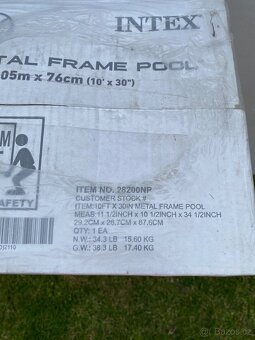 INTEX
TAL FRAME POOL
05m x 76cm (10' x 30")
M
SAFETY
ITEM NO. 28200NP
CUSTOMER STOCK #
ITEM:10FT X 30IN METAL FRAME POOL
MEAS:11 1/2INCH x 10 1/2INCH x 34 1/2INCH
29.2CM x 26.7CM x 87.6CM
QTY: 1 EA
N.W.: 34.3 LB 15.60 KG
G.W.: 38.3 LB 17.40 KG